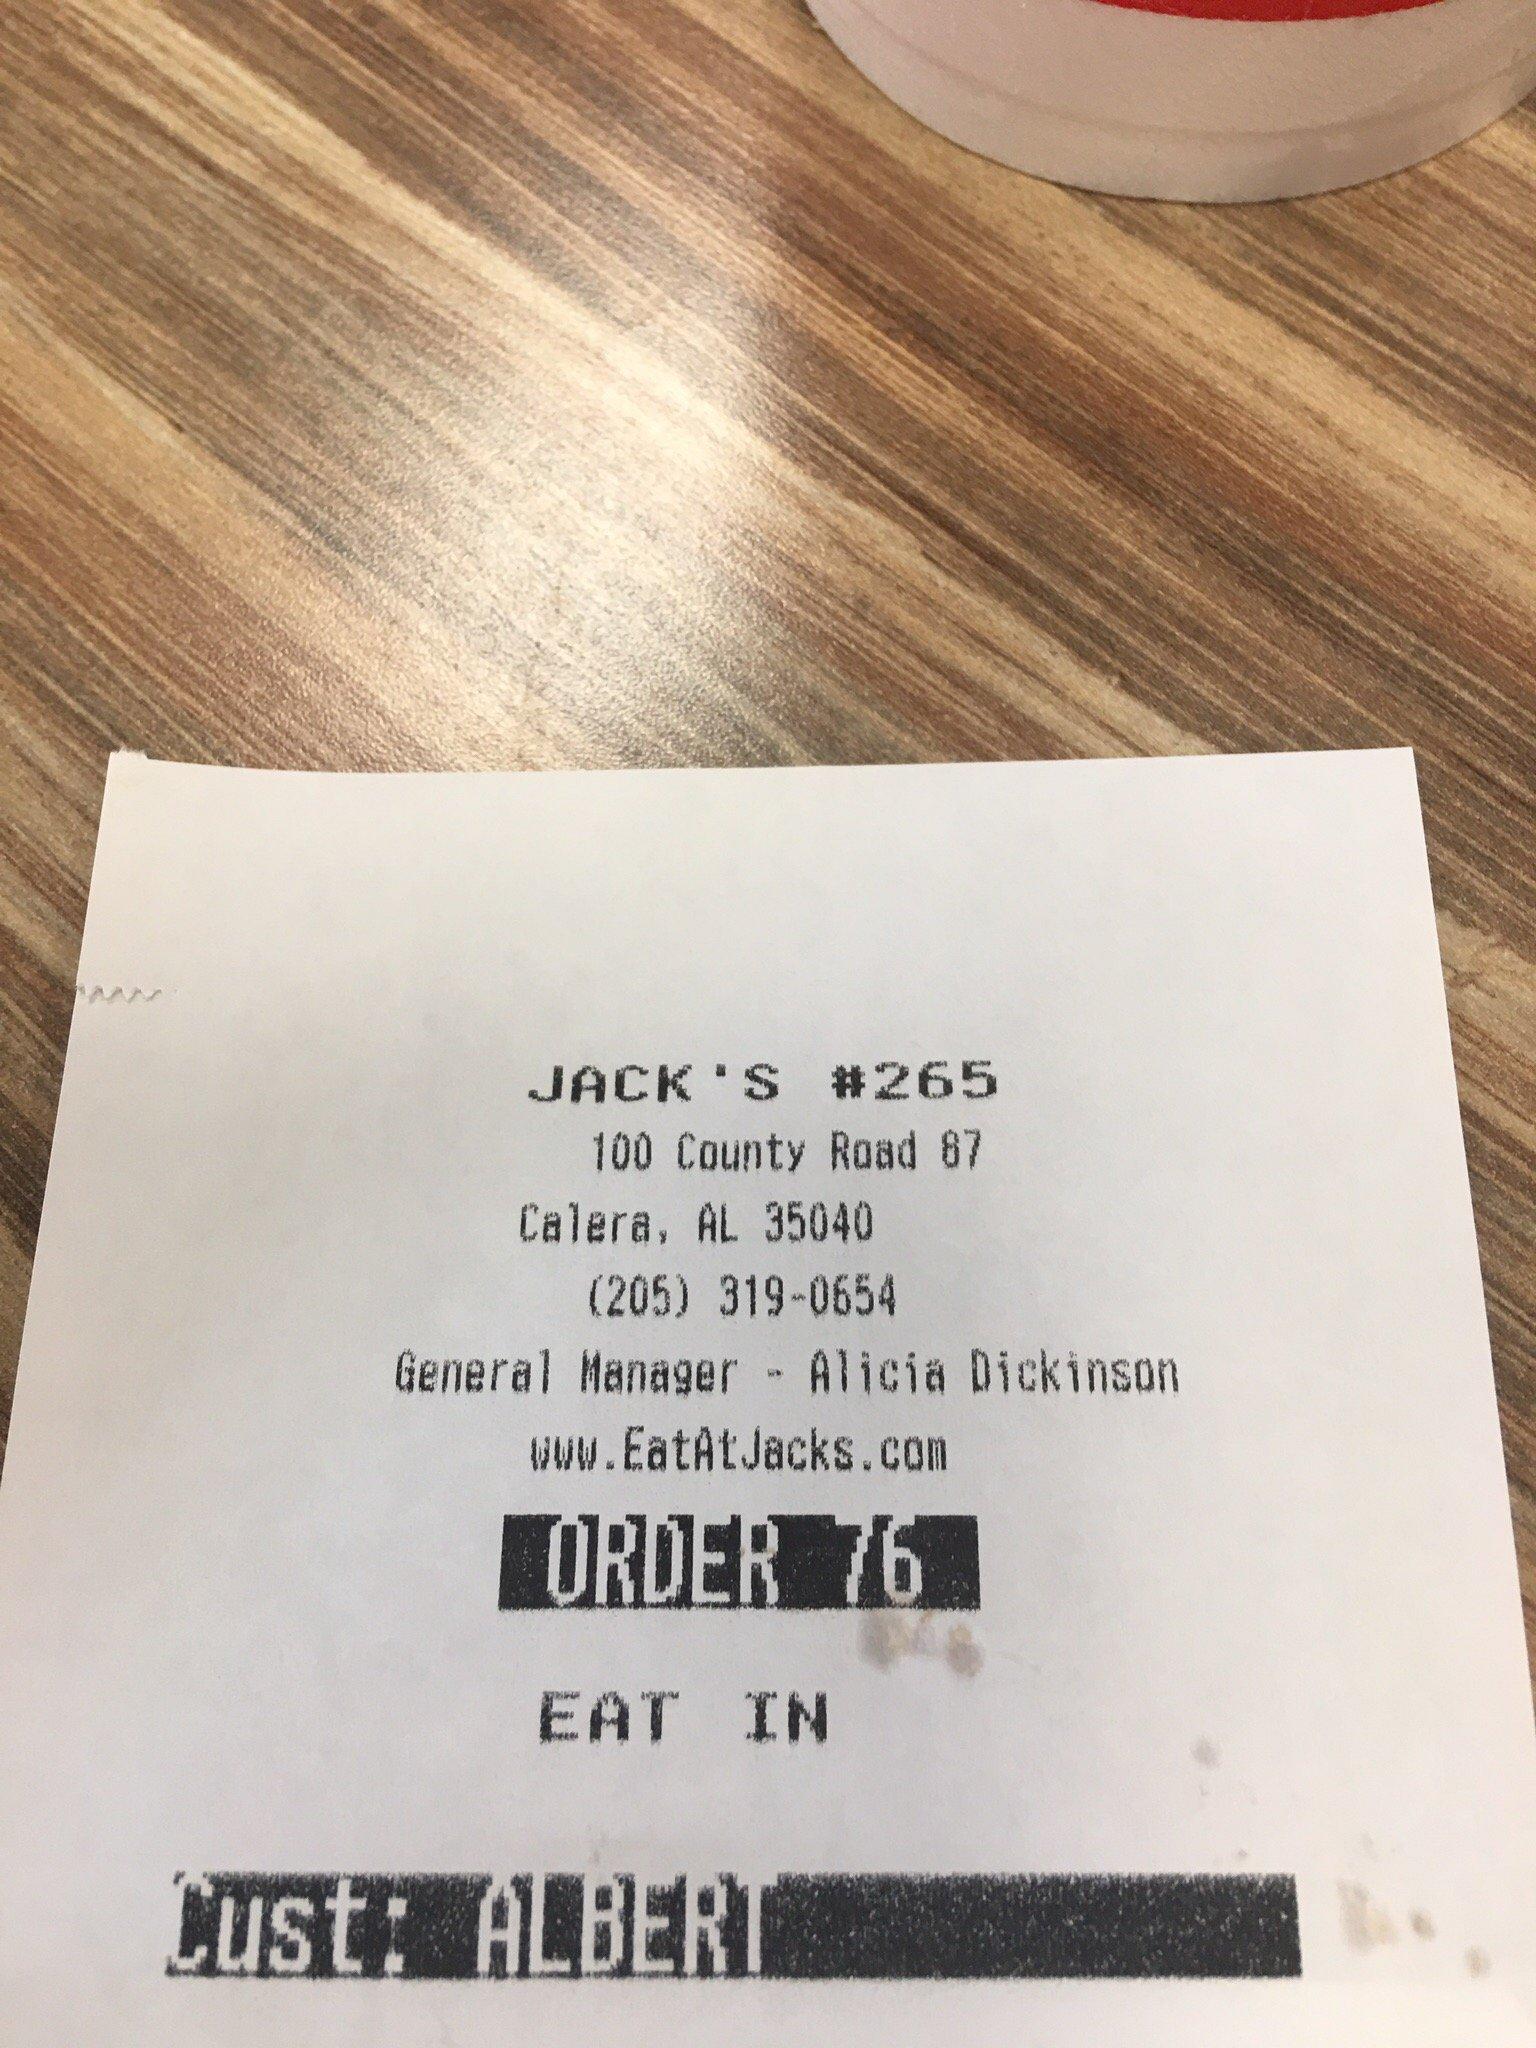 JACK'S #265
100 County Road 87
Calera, AL 35040
(205) 319-0654
General Manager - Alicia Dickinson
www.EatAtJacks.com
ORDER 76
EAT IN
Cust: ALBERT